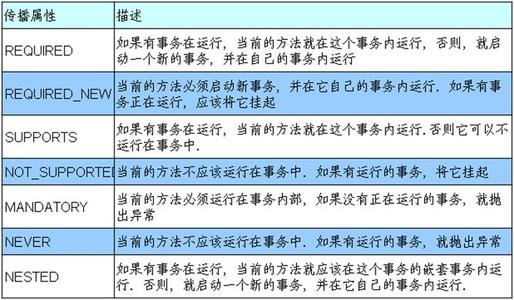 传播属性 描述
REQUIRED 如果有事务在运行, 当前的方法就在这个事务内运行, 否则, 就启
动一个新的事务, 并在自己的事务内运行
REQUIRED_NEW 当前的方法必须启动新事务, 并在它自己的事务内运行. 如果有事
务正在运行, 应该将它挂起
SUPPORTS 如果有事务在运行, 当前的方法就在这个事务内运行. 否则它可以不
运行在事务中.
NOT_SUPPORTED 当前的方法不应该运行在事务中. 如果有运行的事务, 将它挂起
MANDATORY 当前的方法必须运行在事务内部, 如果没有正在运行的事务, 就抛
出异常
NEVER 当前的方法不应该运行在事务中. 如果有运行的事务, 就抛出异常
NESTED 如果有事务在运行, 当前的方法就应该在这个事务的嵌套事务内运
行. 否则, 就启动一个新的事务, 并在它自己的事务内运行.